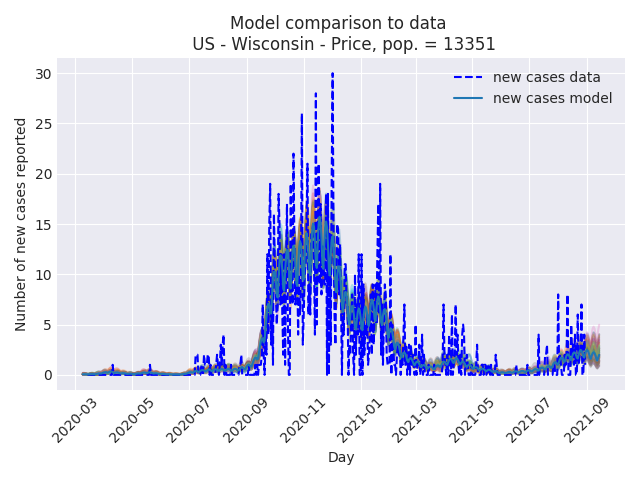 Model comparison to data
US - Wisconsin - Price, pop. = 13351
new cases data
new cases model
Number of new cases reported
30
25
20
15
10
5
0
2020-03
2020-05
2020-07
2020-09
2020-11
2021-01
2021-03
2021-05
2021-07
2021-09
Day